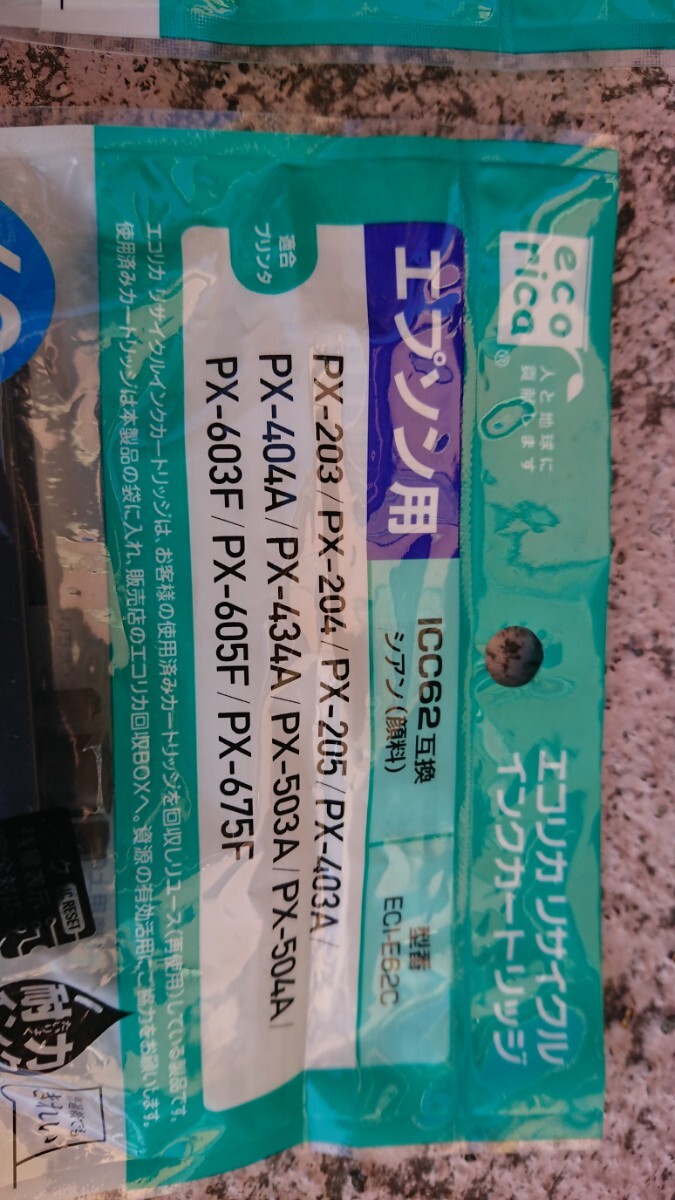 eco
rica®
人と地球に
貢献します
エコリカ リサイクル
インクカートリッジ
エプソン用
ICC62 互換
シアン(顔料)
型番
ECI-E62C
適合
プリンタ
PX-203/PX-204/PX-205/PX-403A/
PX-404A/PX-434A/PX-503A/PX-504A/
PX-603F/PX-605F/PX-675F
エコリカ リサイクルインクカートリッジは、お客様の使用済みカートリッジを回収しリユース(再使用)している製品です。
使用済みカートリッジは本製品の袋に入れ、販売店のエコリカ回収BOXへ。資源の有効活用に、ご協力をお願いします。
RESET
耐力
きれい